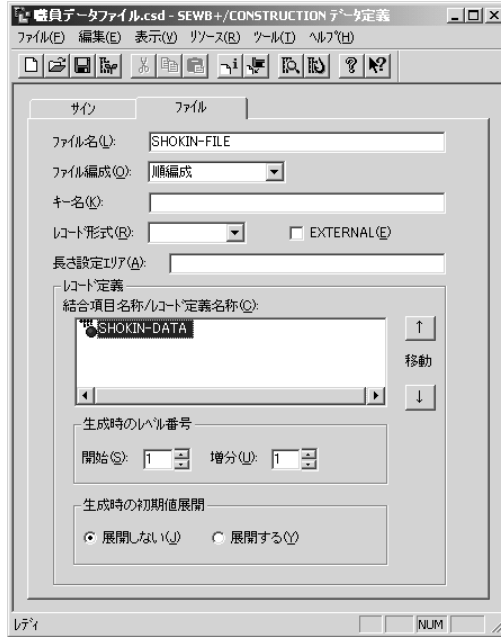 職員データファイル.csd - SEWB+/CONSTRUCTION データ定義
ファイル(F) 編集(E) 表示(V) リソース(R) ツール(T) ヘルプ(H)
サイン ファイル
ファイル名(L): SHOKIN-FILE
ファイル編成(O): 順編成
キー名(K):
レコード形式(R): EXTERNAL(E)
長さ設定エリア(A):
レコード定義
結合項目名称/レコード定義名称(C):
SHOKIN-DATA
↑
移動
↓
生成時のレベル番号
開始(S): 1 増分(U): 1
生成時の初期値展開
展開しない(J) 展開する(Y)
レディ NUM